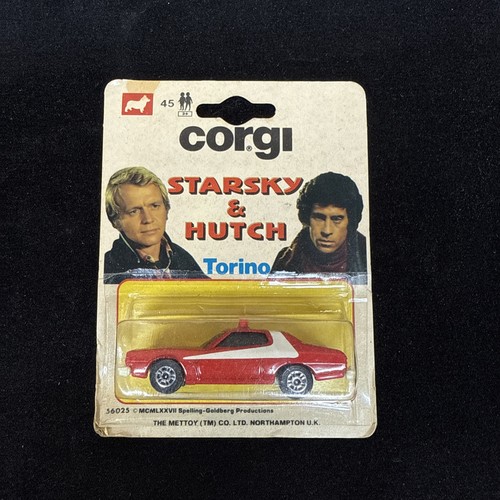 45
corgi
STARSKY
&
HUTCH
Torino
56025 © MCMLXXVII Spelling-Goldberg Productions
THE METTOY (TM) CO. LTD. NORTHAMPTON U.K.